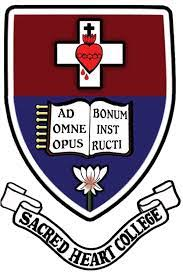 AD
OMNE
OPUS
BONUM
INST
RUCTI
SACRED HEART COLLEGE